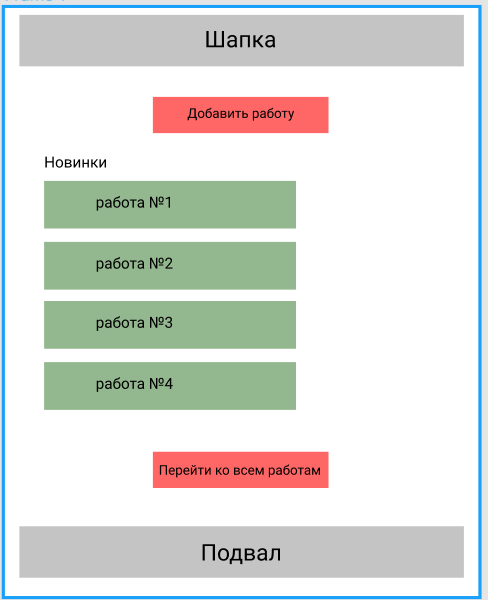 Шапка
Добавить работу
Новинки
работа №1
работа №2
работа №3
работа №4
Перейти ко всем работам
Подвал